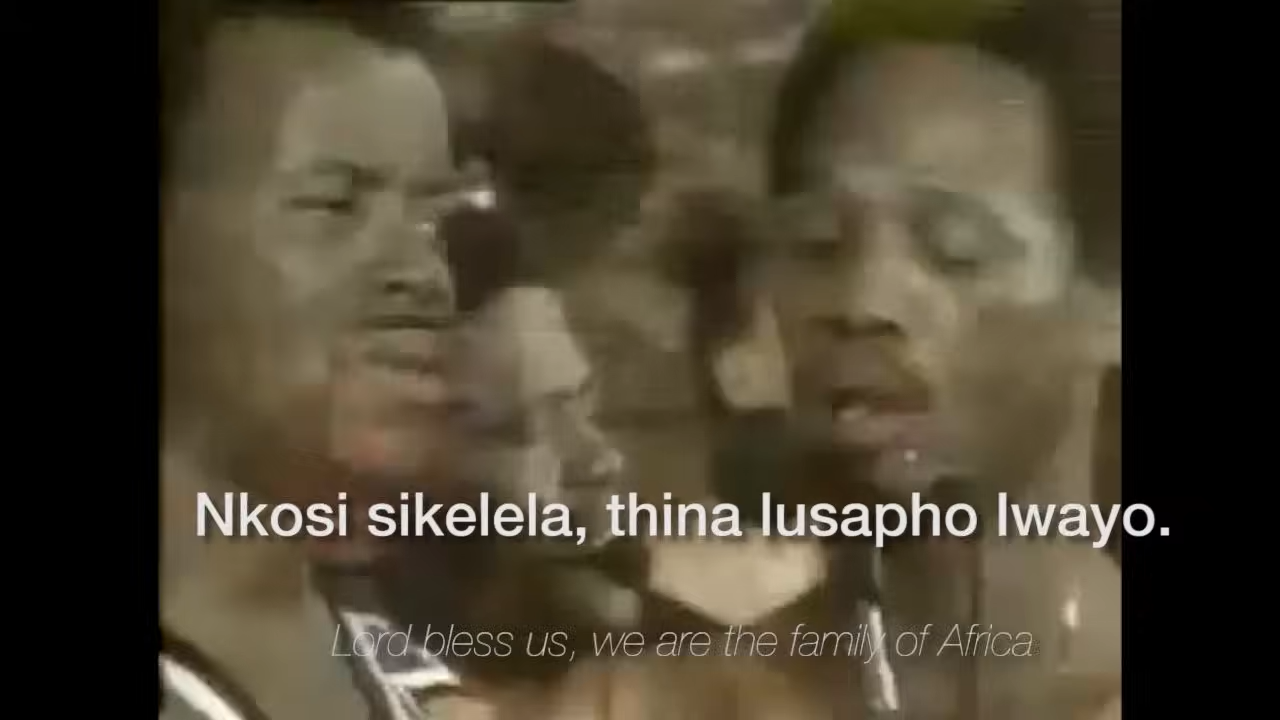 Nkosi sikelela, thina lusapho lwayo.
Lord bless us, we are the family of Africa